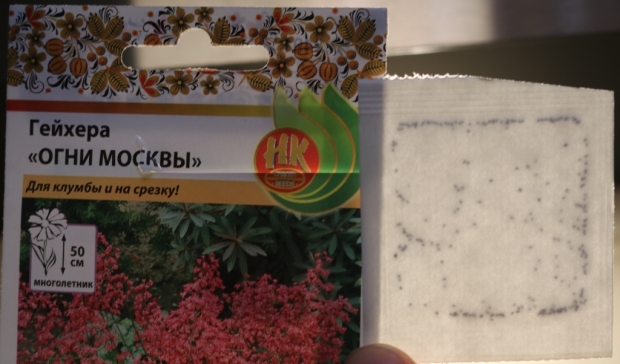 Гейхера
«ОГНИ МОСКВЫ»
НК
Для клумбы и на срезку!
50
см
многолетник